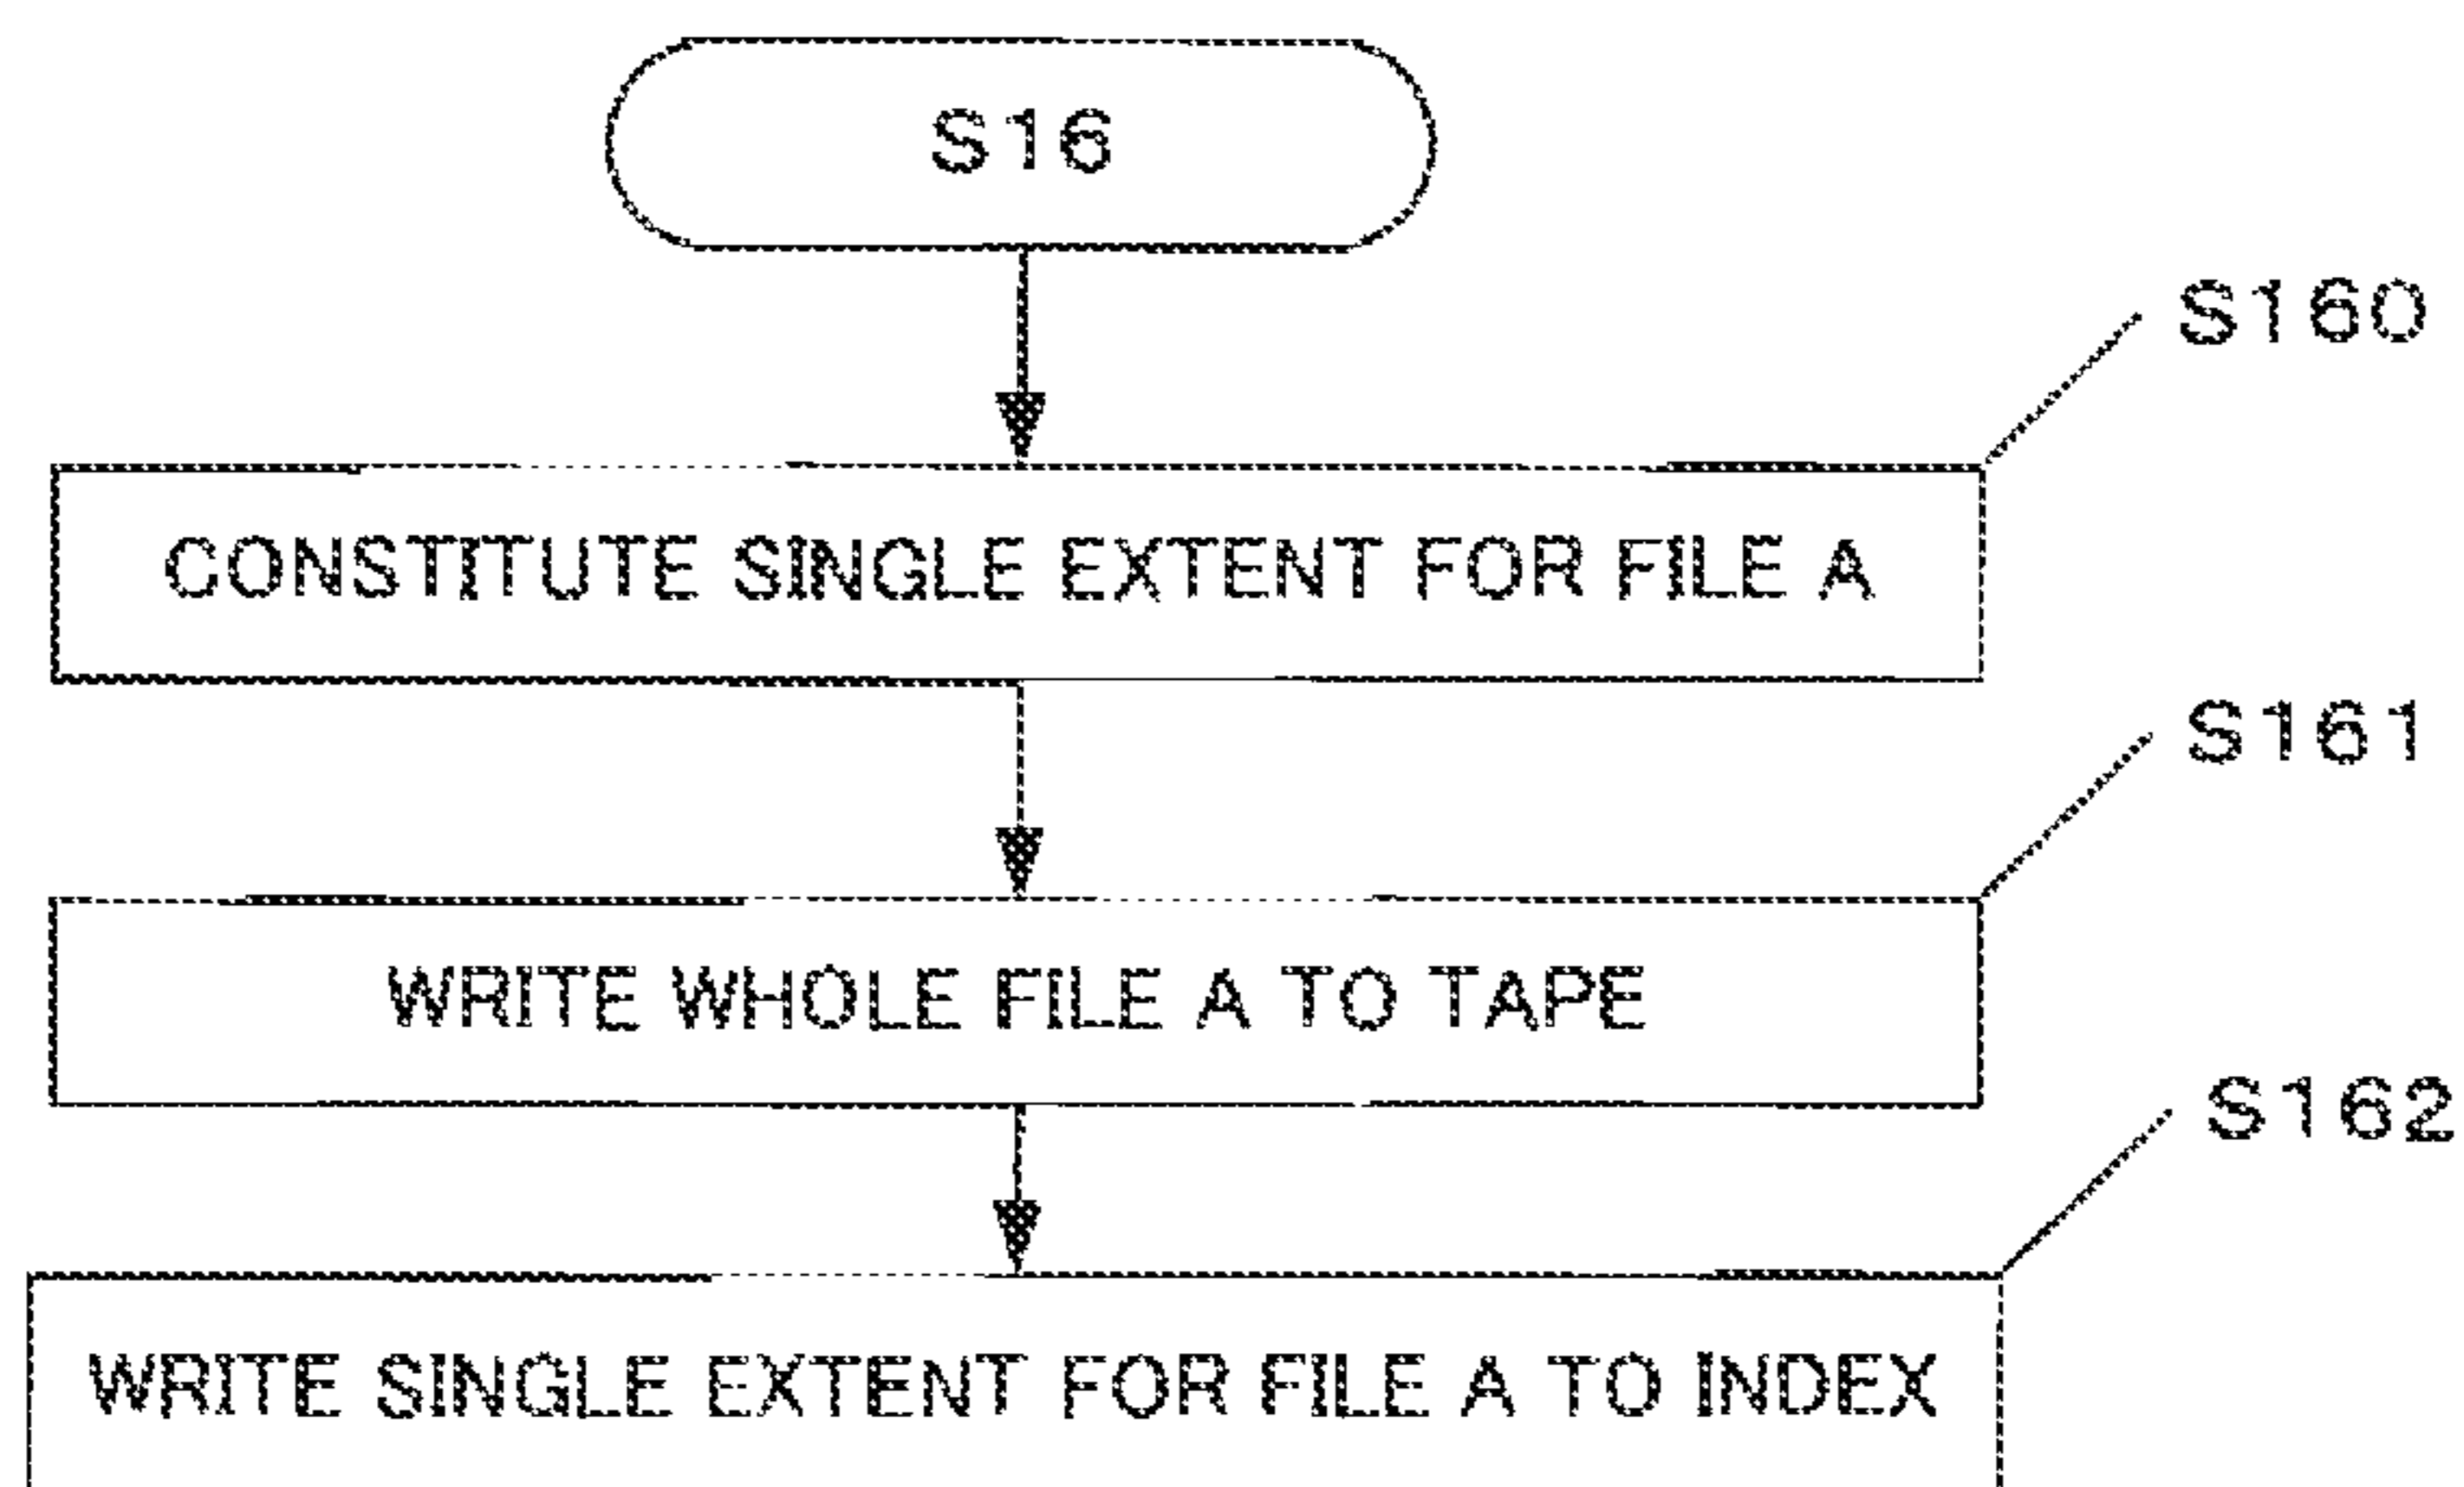 S16
S160
CONSTITUTE SINGLE EXTENT FOR FILE A
S161
WRITE WHOLE FILE A TO TAPE
S162
WRITE SINGLE EXTENT FOR FILE A TO INDEX